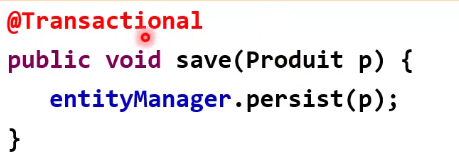 @Transactional
public void save(Produit p) {
entityManager.persist(p);
}